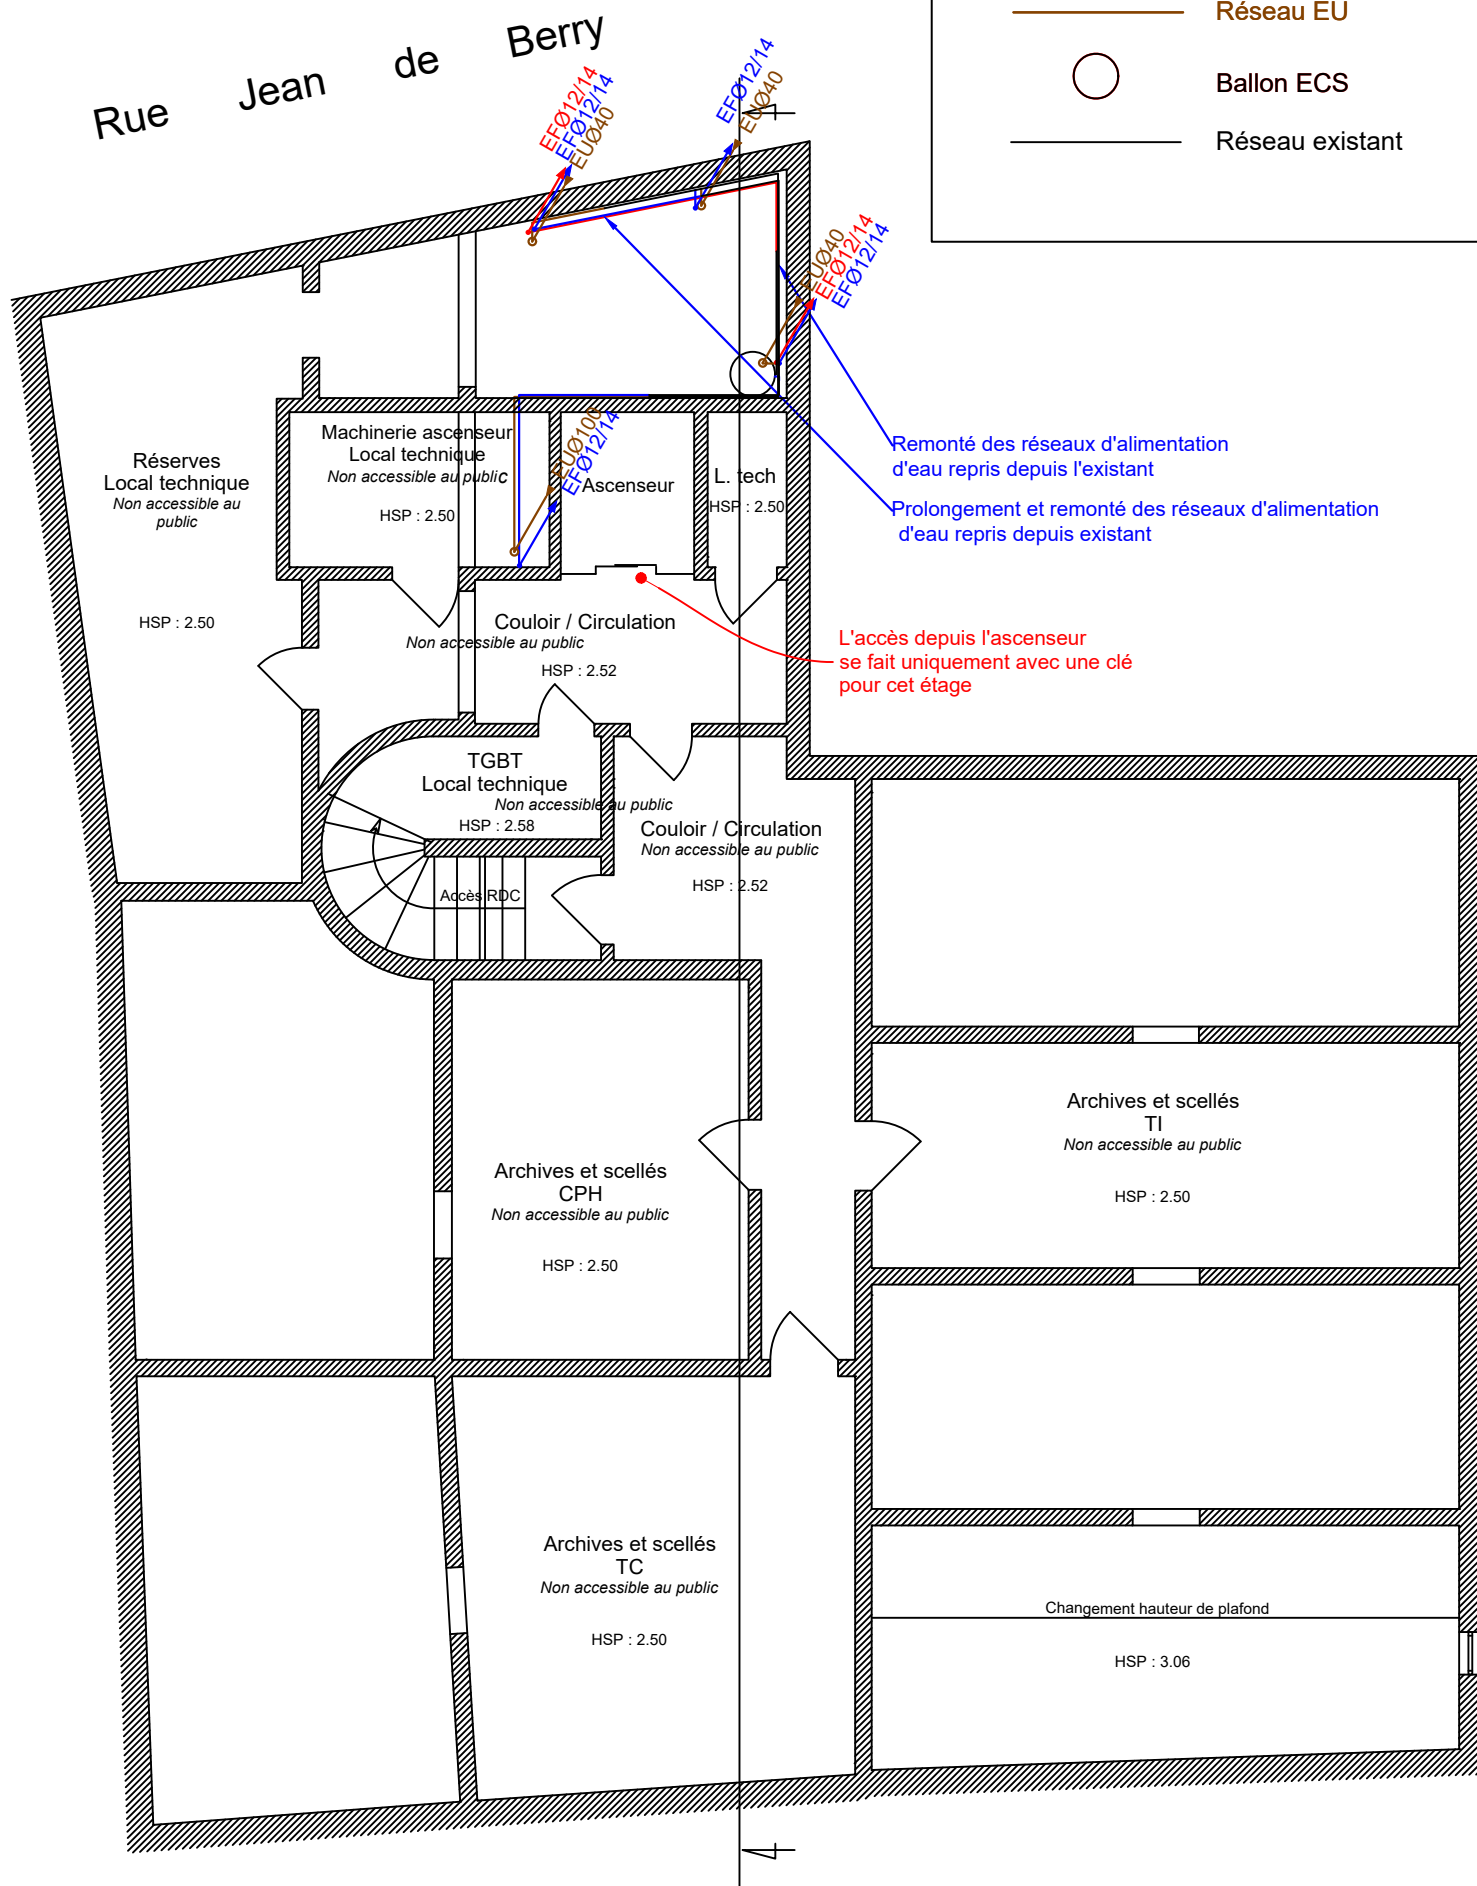 Rue Jean de Berry
Réseau EU
Ballon ECS
Réseau existant
EFØ12/14
EFØ12/14
EUØ40
EFØ12/14
EUØ40
EUØ40
EFØ12/14
EFØ12/14
EUØ100
EFØ12/14
Machinerie ascenseur
Local technique
Non accessible au public
HSP : 2.50
Réserves
Local technique
Non accessible au
public
HSP : 2.50
Ascenseur
L. tech
HSP : 2.50
Remonté des réseaux d'alimentation
d'eau repris depuis l'existant
Prolongement et remonté des réseaux d'alimentation
d'eau repris depuis existant
Couloir / Circulation
Non accessible au public
HSP : 2.52
L'accès depuis l'ascenseur
se fait uniquement avec une clé
pour cet étage
TGBT
Local technique
Non accessible au public
HSP : 2.58
Couloir / Circulation
Non accessible au public
HSP : 2.52
Accès RDC
Archives et scellés
TI
Non accessible au public
HSP : 2.50
Archives et scellés
CPH
Non accessible au public
HSP : 2.50
Archives et scellés
TC
Non accessible au public
HSP : 2.50
Changement hauteur de plafond
HSP : 3.06